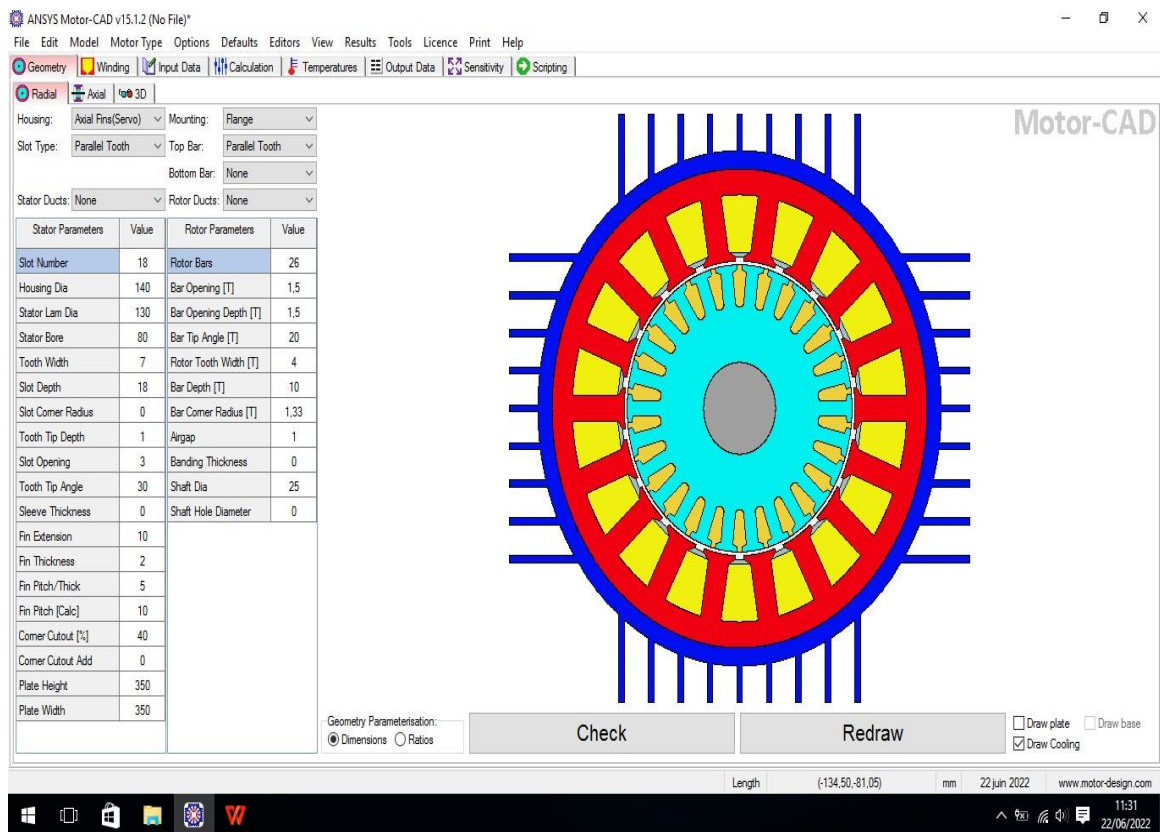 ANSYS Motor-CAD v15.1.2 (No File)*
File Edit Model Motor Type Options Defaults Editors View Results Tools Licence Print Help
Geometry Winding Input Data Calculation Temperatures Output Data Sensitivity Scripting
Radial Axial 3D
Housing: Axial Fins(Servo) Mounting: Flange
Slot Type: Parallel Tooth Top Bar: Parallel Tooth
Bottom Bar: None
Stator Ducts: None Rotor Ducts: None
Stator Parameters Value Rotor Parameters Value
Slot Number 18 Rotor Bars 26
Housing Dia 140 Bar Opening [T] 1,5
Stator Lam Dia 130 Bar Opening Depth [T] 1,5
Stator Bore 80 Bar Tip Angle [T] 20
Tooth Width 7 Rotor Tooth Width [T] 4
Slot Depth 18 Bar Depth [T] 10
Slot Corner Radius 0 Bar Corner Radius [T] 1,33
Tooth Tip Depth 1 Airgap 1
Slot Opening 3 Banding Thickness 0
Tooth Tip Angle 30 Shaft Dia 25
Sleeve Thickness 0 Shaft Hole Diameter 0
Fin Extension 10
Fin Thickness 2
Fin Pitch/Thick 5
Fin Pitch [Calc] 10
Corner Cutout [%] 40
Corner Cutout Add 0
Plate Height 350
Plate Width 350
Motor-CAD
Geometry Parameterisation:
Dimensions Ratios
Check
Redraw
Draw plate Draw base
Draw Cooling
Length (-134,50,-81,05) mm 22 juin 2022 www.motor-design.com
11:31
22/06/2022